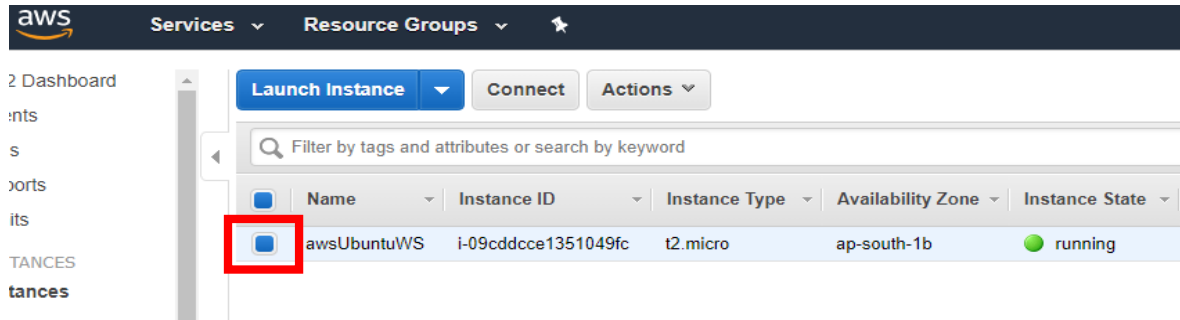 aws Services Resource Groups
2 Dashboard
Launch Instance Connect Actions
ents
s
Filter by tags and attributes or search by keyword
ports
its
Name Instance ID Instance Type Availability Zone Instance State
awsUbuntuWS i-09cddcce1351049fc t2.micro ap-south-1b running
TANCES
tances